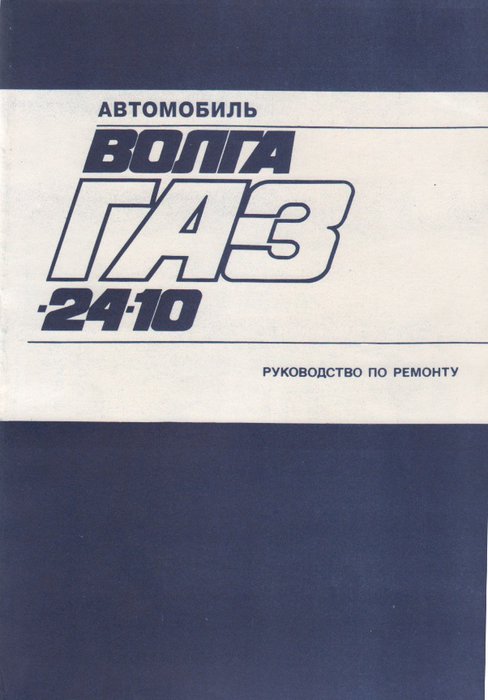 АВТОМОБИЛЬ
ВОЛГА
ГАЗ
-24-10
РУКОВОДСТВО ПО РЕМОНТУ